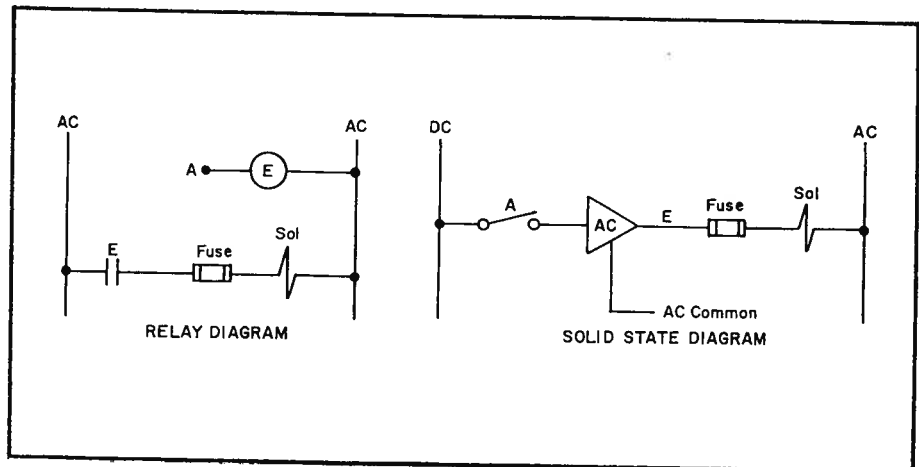 AC
AC
A
E
E
Fuse
Sol
RELAY DIAGRAM
DC
AC
A
AC
E
Fuse
Sol
AC Common
SOLID STATE DIAGRAM